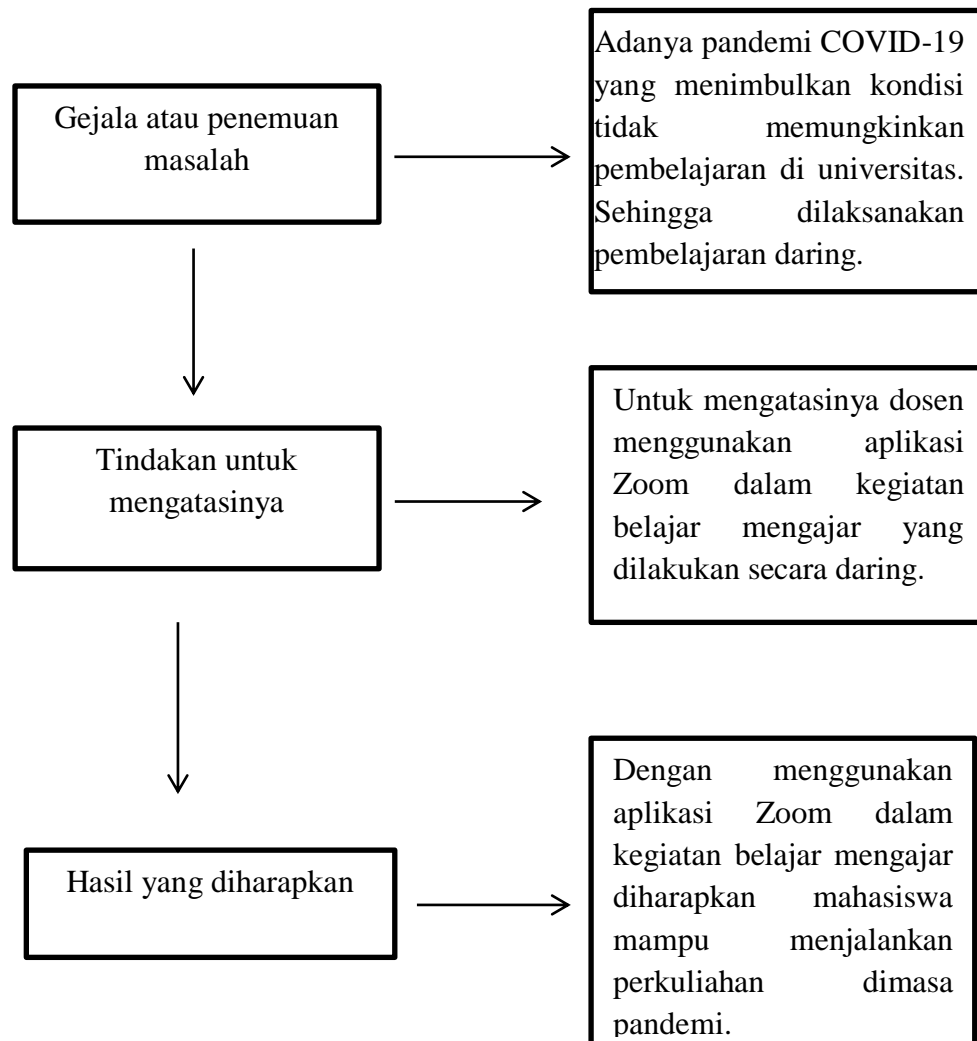 Gejala atau penemuan
masalah
Adanya pandemi COVID-19
yang menimbulkan kondisi
tidak memungkinkan
pembelajaran di universitas.
Sehingga dilaksanakan
pembelajaran daring.
Tindakan untuk
mengatasinya
Untuk mengatasinya dosen
menggunakan aplikasi
Zoom dalam kegiatan
belajar mengajar yang
dilakukan secara daring.
Hasil yang diharapkan
Dengan menggunakan
aplikasi Zoom dalam
kegiatan belajar mengajar
diharapkan mahasiswa
mampu menjalankan
perkuliahan dimasa
pandemi.